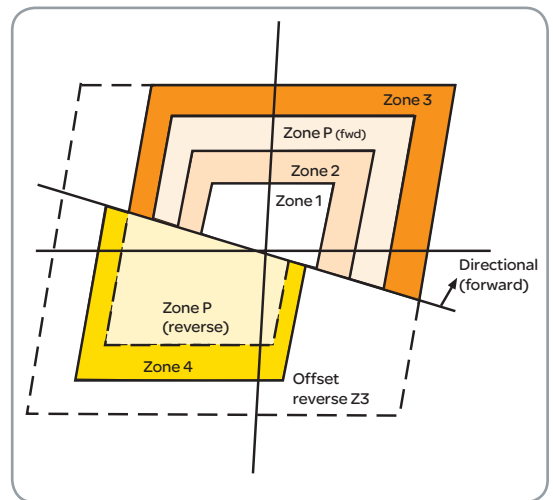 Zone 3
Zone P (fwd)
Zone 2
Zone 1
Directional
(forward)
Zone P
(reverse)
Zone 4
Offset
reverse Z3